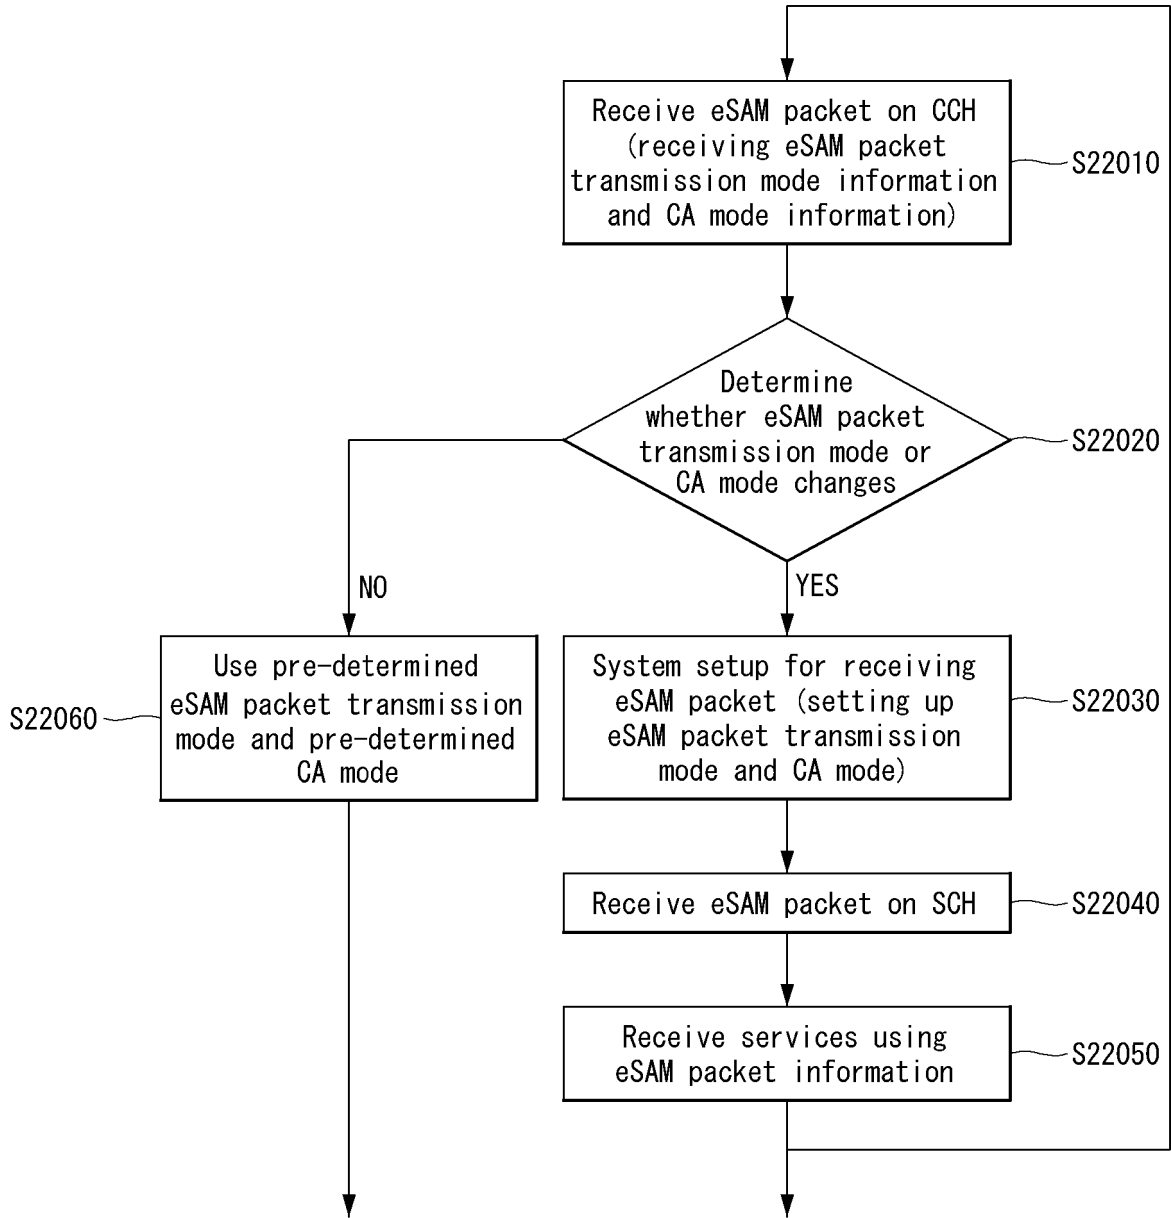 Receive eSAM packet on CCH
(receiving eSAM packet
transmission mode information
and CA mode information)
S22010
Determine
whether eSAM packet
transmission mode or
CA mode changes
S22020
NO
YES
Use pre-determined
eSAM packet transmission
mode and pre-determined
CA mode
S22060
System setup for receiving
eSAM packet (setting up
eSAM packet transmission
mode and CA mode)
S22030
Receive eSAM packet on SCH
S22040
Receive services using
eSAM packet information
S22050